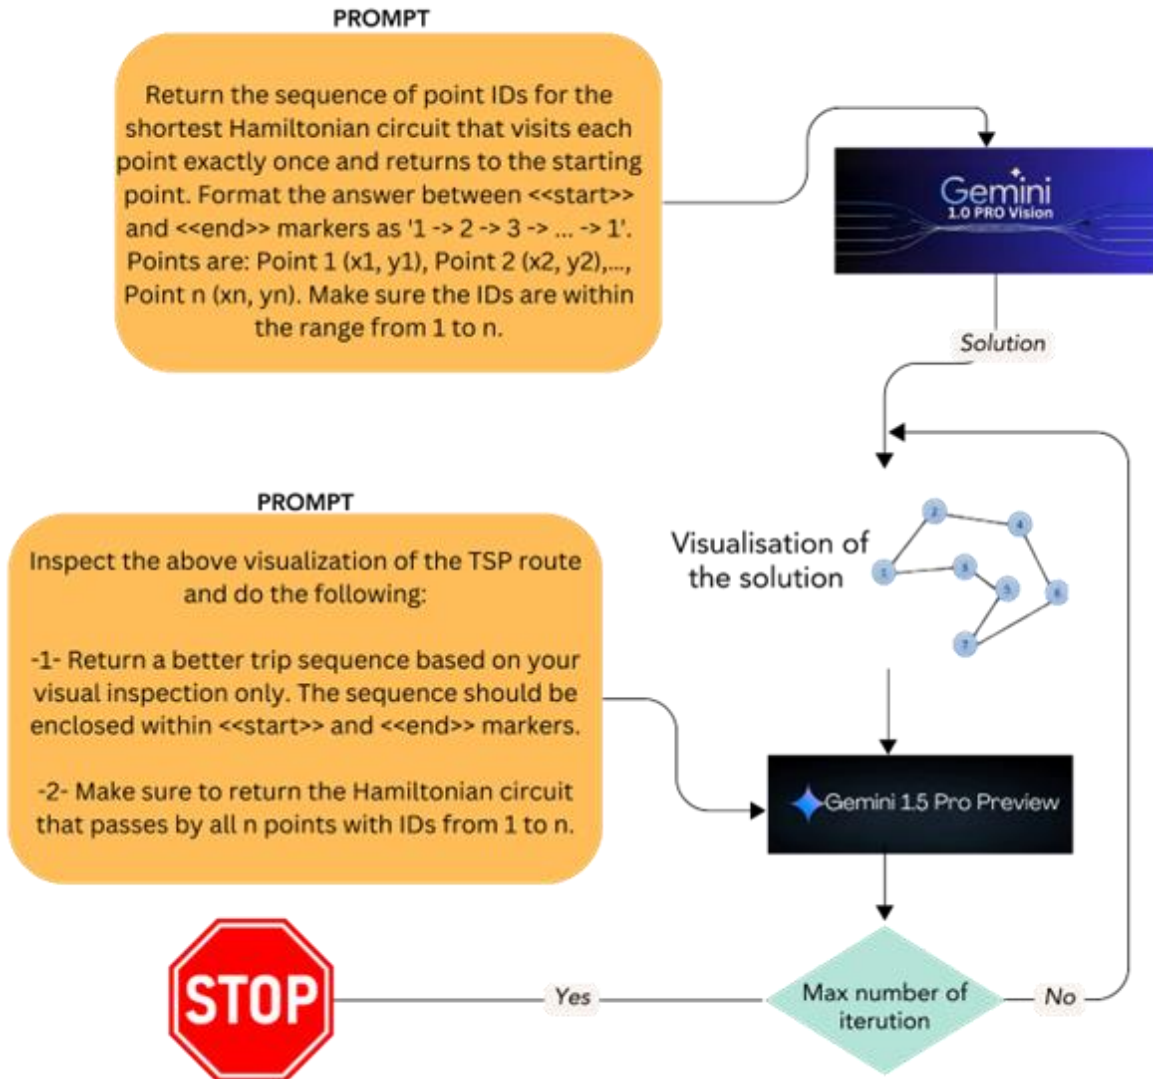 PROMPT
Return the sequence of point IDs for the
shortest Hamiltonian circuit that visits each
point exactly once and returns to the starting
point. Format the answer between <<start>>
and <<end>> markers as '1 -> 2 -> 3 -> ... -> 1'.
Points are: Point 1 (x1, y1), Point 2 (x2, y2),...,
Point n (xn, yn). Make sure the IDs are within
the range from 1 to n.
Gemini
1.0 PRO Vision
Solution
PROMPT
Inspect the above visualization of the TSP route
and do the following:
-1- Return a better trip sequence based on your
visual inspection only. The sequence should be
enclosed within <<start>> and <<end>> markers.
-2- Make sure to return the Hamiltonian circuit
that passes by all n points with IDs from 1 to n.
Visualisation of
the solution
2
4
1
3
5
6
7
Gemini 1.5 Pro Preview
STOP
Yes
Max number of
iterution
No